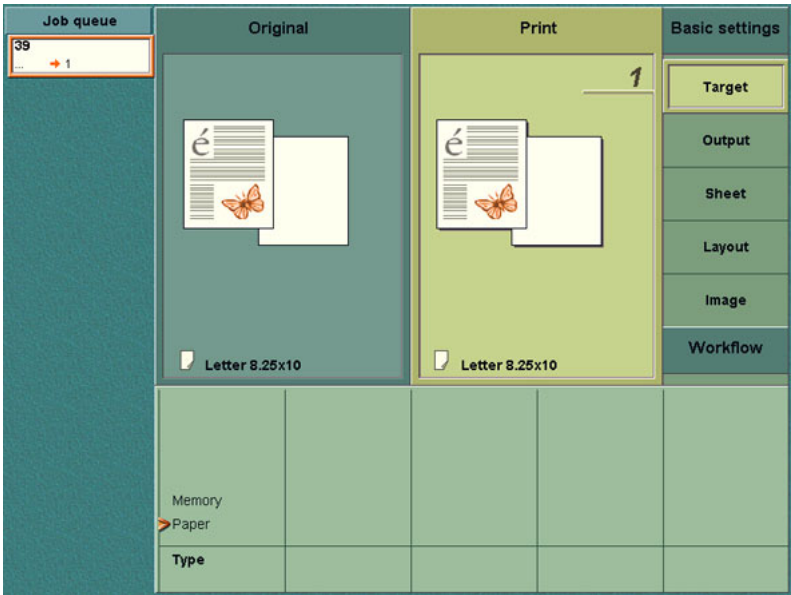 Job queue
39
... → 1
Original
é
Letter 8.25x10
Print
1
é
Letter 8.25x10
Basic settings
Target
Output
Sheet
Layout
Image
Workflow
Memory
Paper
Type